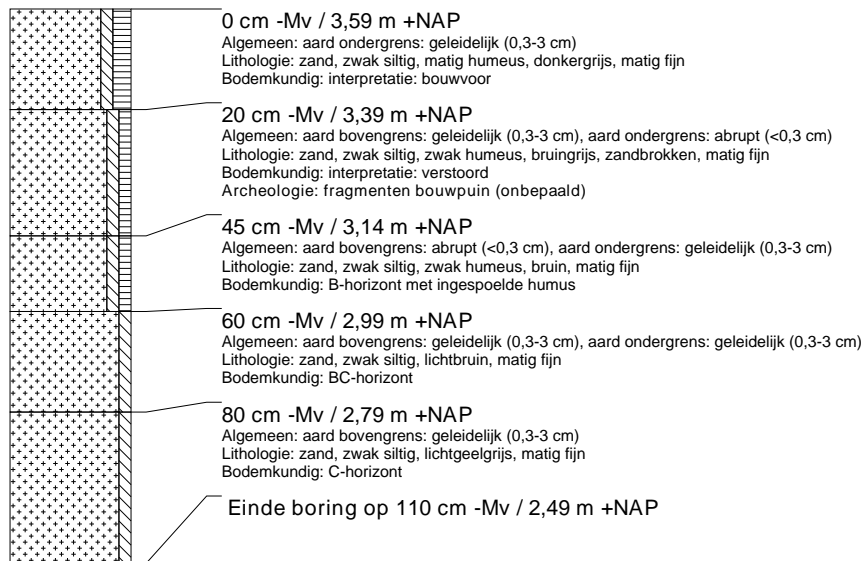 0 cm -Mv / 3,59 m +NAP
Algemeen: aard ondergrens: geleidelijk (0,3-3 cm)
Lithologie: zand, zwak siltig, matig humeus, donkergrijs, matig fijn
Bodemkundig: interpretatie: bouwvoor
20 cm -Mv / 3,39 m +NAP
Algemeen: aard bovengrens: geleidelijk (0,3-3 cm), aard ondergrens: abrupt (<0,3 cm)
Lithologie: zand, zwak siltig, zwak humeus, bruingrijs, zandbrokken, matig fijn
Bodemkundig: interpretatie: verstoord
Archeologie: fragmenten bouwpuin (onbepaald)
45 cm -Mv / 3,14 m +NAP
Algemeen: aard bovengrens: abrupt (<0,3 cm), aard ondergrens: geleidelijk (0,3-3 cm)
Lithologie: zand, zwak siltig, zwak humeus, bruin, matig fijn
Bodemkundig: B-horizont met ingespoelde humus
60 cm -Mv / 2,99 m +NAP
Algemeen: aard bovengrens: geleidelijk (0,3-3 cm), aard ondergrens: geleidelijk (0,3-3 cm)
Lithologie: zand, zwak siltig, lichtbruin, matig fijn
Bodemkundig: BC-horizont
80 cm -Mv / 2,79 m +NAP
Algemeen: aard bovengrens: geleidelijk (0,3-3 cm)
Lithologie: zand, zwak siltig, lichtgeelgrijs, matig fijn
Bodemkundig: C-horizont
Einde boring op 110 cm -Mv / 2,49 m +NAP